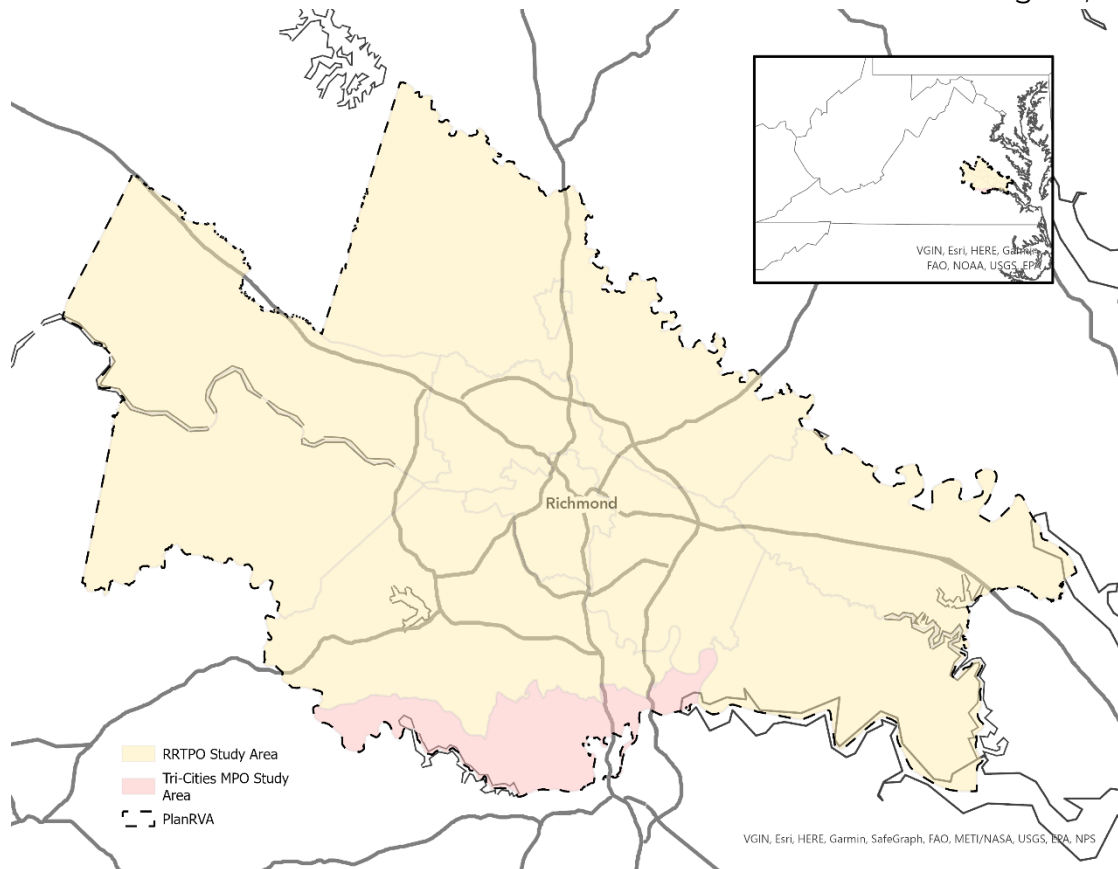 VGIN, Esri, HERE, Garmin,
FAO, NOAA, USGS, EPA
Richmond
RRTPO Study Area
Tri-Cities MPO Study
Area
PlanRVA
VGIN, Esri, HERE, Garmin, SafeGraph, FAO, METI/NASA, USGS, EPA, NPS